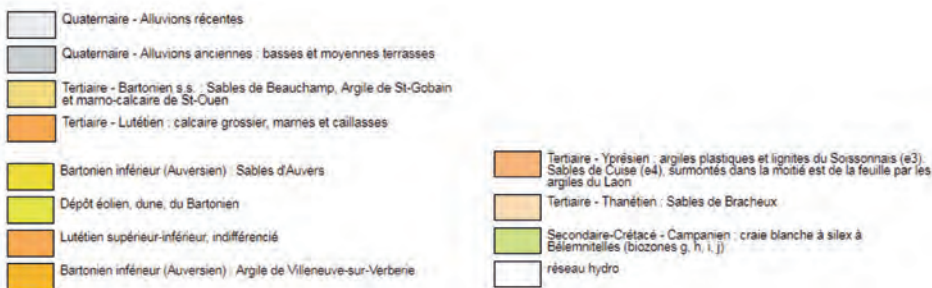 Quaternaire - Alluvions récentes
Quaternaire - Alluvions anciennes : basses et moyennes terrasses
Tertiaire - Bartonien s.s. : Sables de Beauchamp, Argile de St-Gobain
et marno-calcaire de St-Ouen
Tertiaire - Lutétien : calcaire grossier, marnes et caillasses
Bartonien inférieur (Auversien) : Sables d'Auvers
Dépôt éolien, dune, du Bartonien
Lutétien supérieur-inférieur, indifférencié
Bartonien inférieur (Auversien) : Argile de Villeneuve-sur-Verberie
Tertiaire - Yprésien : argiles plastiques et lignites du Soissonnais (e3).
Sables de Cuise (e4), surmontés dans la moitié est de la feuille par les
argiles du Laon
Tertiaire - Thanétien : Sables de Bracheux
Secondaire-Crétacé - Campanien : craie blanche à silex à
Bélemnitelles (biozones g, h, i, j)
réseau hydro